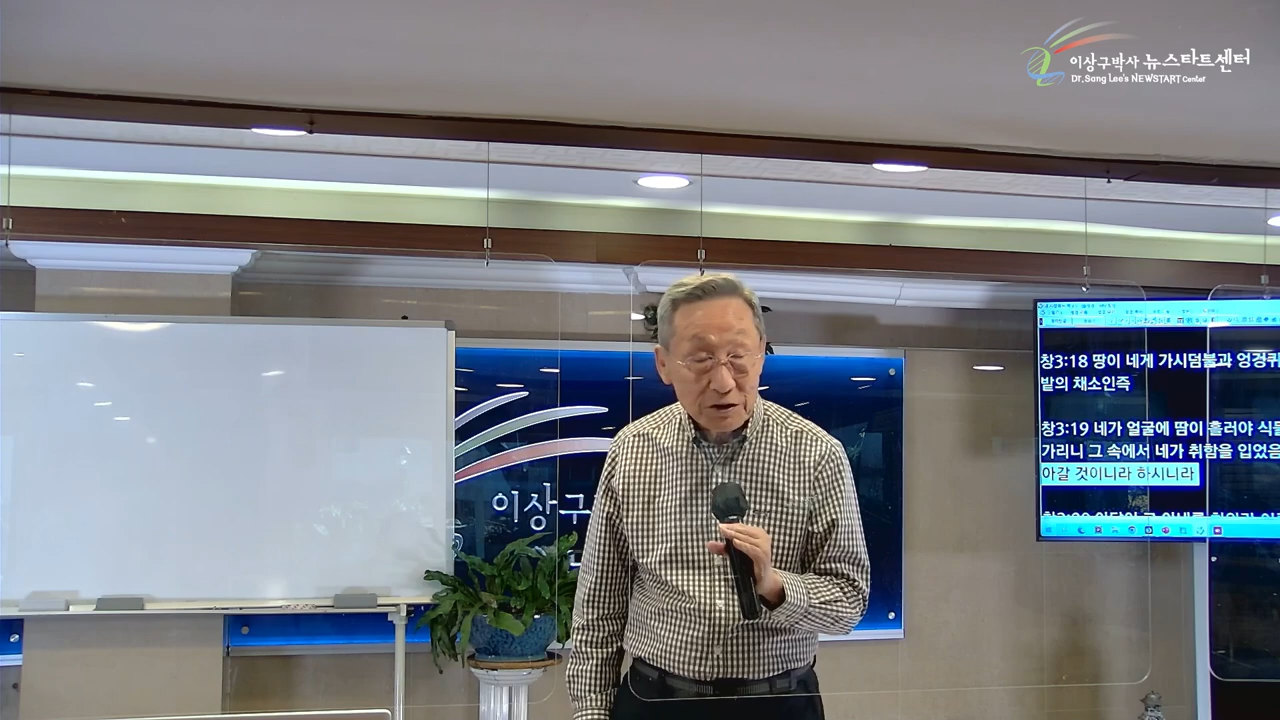 이상구박사 뉴스타트센터
Dr. Sang Lee's NEWSTART Center
이상구
창3:18 땅이 네게 가시덤불과 엉겅퀴
밭의 채소인즉
창3:19 네가 얼굴에 땀이 흘러야 식물
가리니 그 속에서 네가 취함을 입었음
아갈 것이니라 하시니라